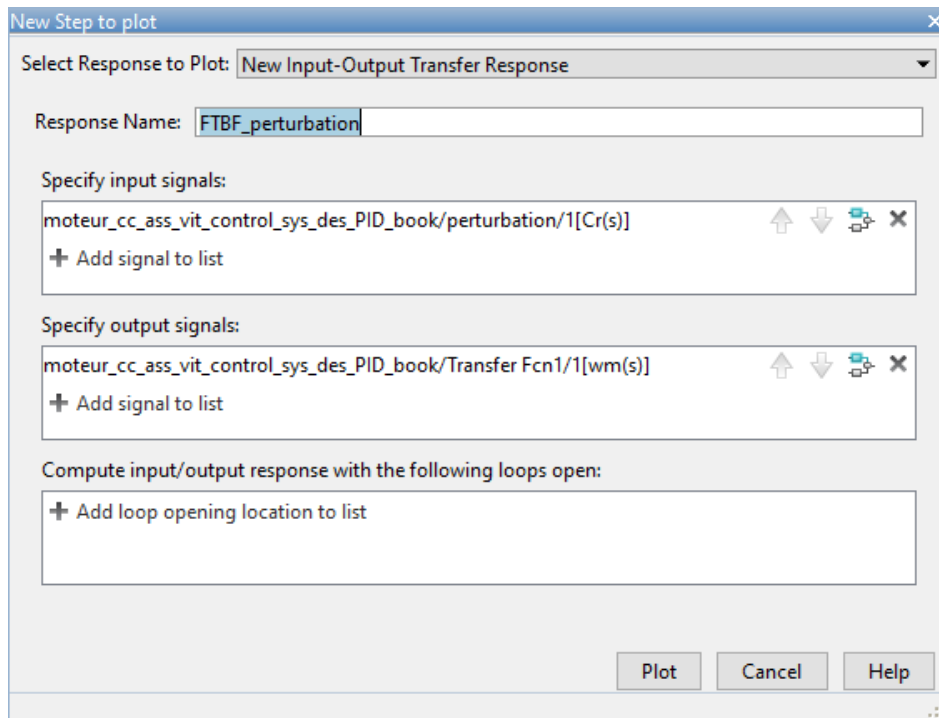 New Step to plot
Select Response to Plot: New Input-Output Transfer Response
Response Name: FTBF_perturbation
Specify input signals:
moteur_cc_ass_vit_control_sys_des_PID_book/perturbation/1[Cr(s)]
+ Add signal to list
Specify output signals:
moteur_cc_ass_vit_control_sys_des_PID_book/Transfer Fcn1/1[wm(s)]
+ Add signal to list
Compute input/output response with the following loops open:
+ Add loop opening location to list
Plot Cancel Help